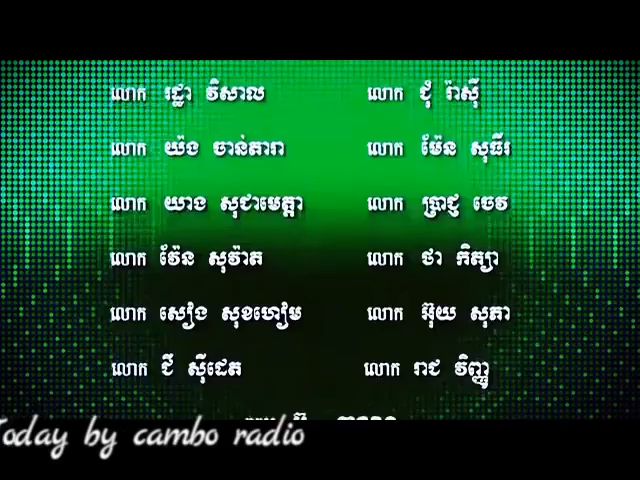 លោក រដ្ឋា វិសាល
លោក ជុំ រ៉ាស៊ី
លោក យ៉ង ចាន់តារា
លោក ម៉ែន សុធីរ
លោក យាង សុជាមេត្តា
លោក ប្រាជ្ញ ចេវ
លោក វ៉ែន សុវ៉ាត
លោក ថា កិត្យា
លោក សៀង សុខហៀម
លោក អ៊ុយ សុភា
លោក ជី ស៊ីដេត
លោក រាជ វិញ្ញូ
Today by cambo radio